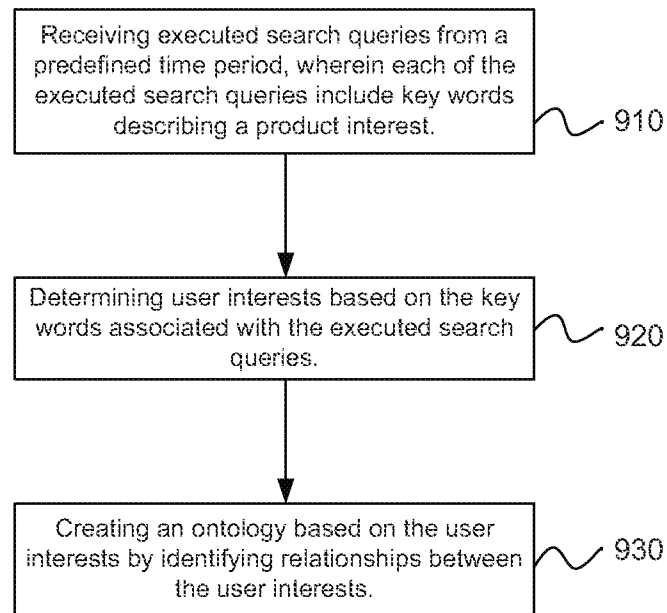 Receiving executed search queries from a
predefined time period, wherein each of the
executed search queries include key words
describing a product interest.
910
Determining user interests based on the key
words associated with the executed search
queries.
920
Creating an ontology based on the user
interests by identifying relationships between
the user interests.
930